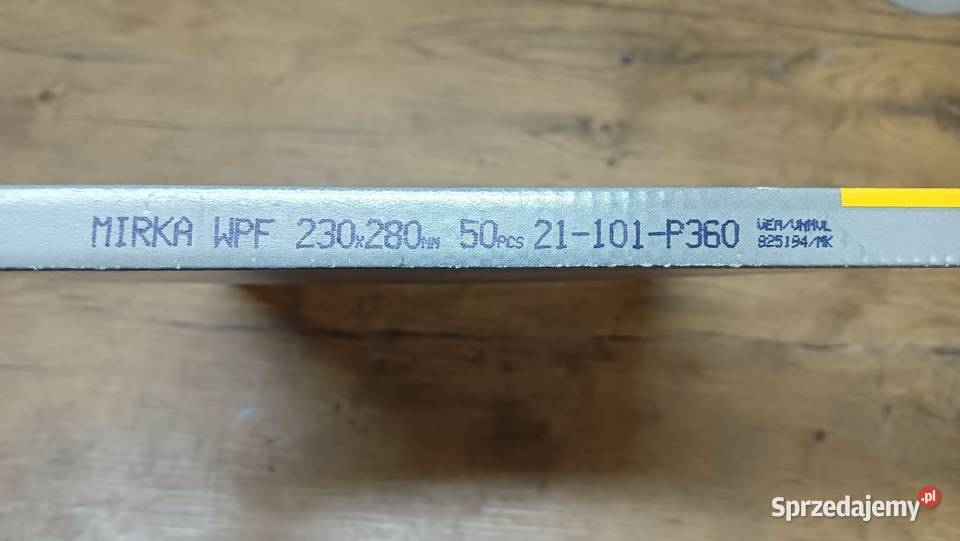 MIRKA WPF 230x280MM 50PCS 21-101-P360
825194/MK
Sprzedajemy.pl